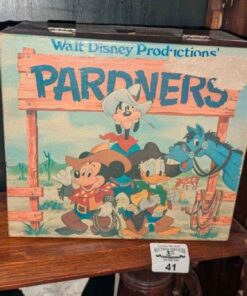 Walt Disney Productions'
PARDNERS
41